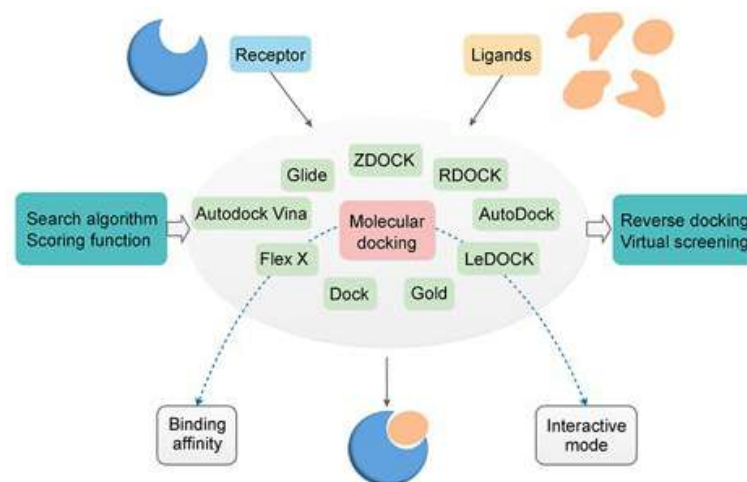 Receptor
Ligands
ZDOCK
Glide
RDOCK
Autodock Vina
Molecular
docking
AutoDock
Search algorithm
Scoring function
Reverse docking
Virtual screening
Flex X
LeDOCK
Dock
Gold
Binding
affinity
Interactive
mode